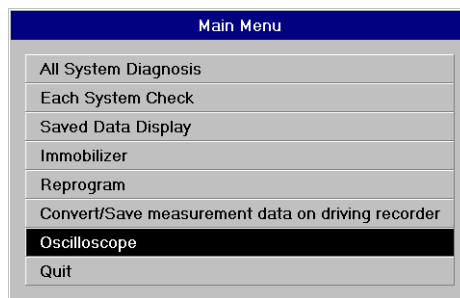 Main Menu
All System Diagnosis
Each System Check
Saved Data Display
Immobilizer
Reprogram
Convert/Save measurement data on driving recorder
Oscilloscope
Quit